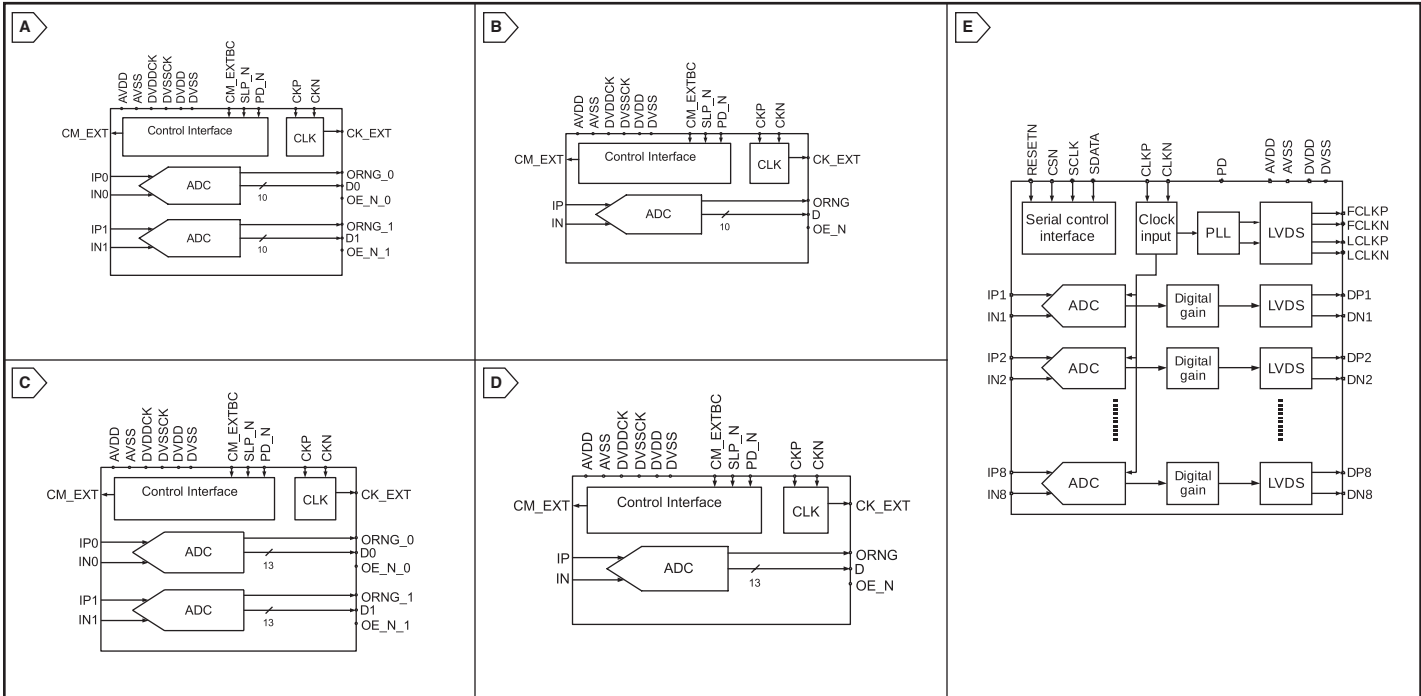 A
AVDD
AVSS
DVDDCK
DVSSCK
DVDD
DVSS
CM_EXTBC
SLP_N
PD_N
CKP
CKN
CM_EXT
Control Interface
CLK
CK_EXT
IP0
IN0
ADC
10
ORNG_0
D0
OE_N_0
IP1
IN1
ADC
10
ORNG_1
D1
OE_N_1
B
AVDD
AVSS
DVDDCK
DVSSCK
DVDD
DVSS
CM_EXTBC
SLP_N
PD_N
CKP
CKN
CM_EXT
Control Interface
CLK
CK_EXT
IP
IN
ADC
10
ORNG
D
OE_N
C
AVDD
AVSS
DVDDCK
DVSSCK
DVDD
DVSS
CM_EXTBC
SLP_N
PD_N
CKP
CKN
CM_EXT
Control Interface
CLK
CK_EXT
IP0
IN0
ADC
13
ORNG_0
D0
OE_N_0
IP1
IN1
ADC
13
ORNG_1
D1
OE_N_1
D
AVDD
AVSS
DVDDCK
DVSSCK
DVDD
DVSS
CM_EXTBC
SLP_N
PD_N
CKP
CKN
CM_EXT
Control Interface
CLK
CK_EXT
IP
IN
ADC
13
ORNG
D
OE_N
E
RESETN
CSN
SCLK
SDATA
CLKP
CLKN
PD
AVDD
AVSS
DVDD
DVSS
Serial control
interface
Clock
input
PLL
LVDS
FCLKP
FCLKN
LCLKP
LCLKN
IP1
IN1
ADC
Digital
gain
LVDS
DP1
DN1
IP2
IN2
ADC
Digital
gain
LVDS
DP2
DN2
IP8
IN8
ADC
Digital
gain
LVDS
DP8
DN8